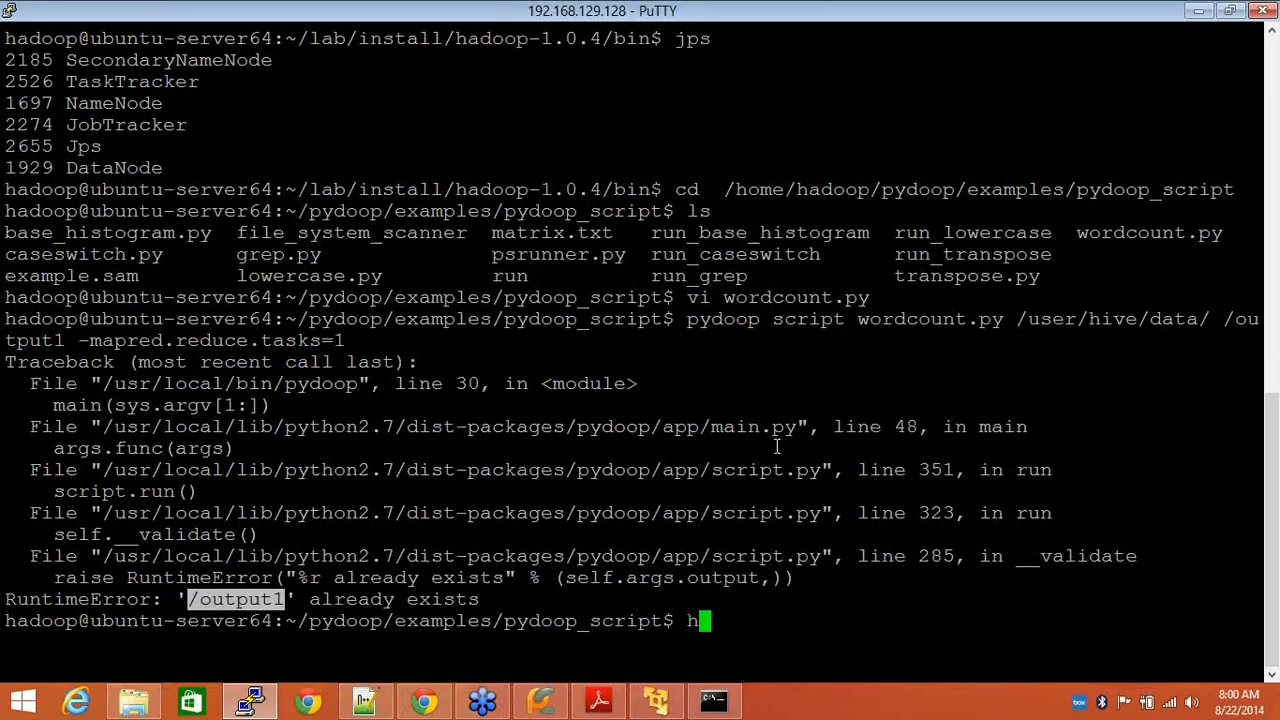 192.168.129.128 - PuTTY
hadoop@ubuntu-server64:~/lab/install/hadoop-1.0.4/bin$ jps
2185 SecondaryNameNode
2526 TaskTracker
1697 NameNode
2274 JobTracker
2655 Jps
1929 DataNode
hadoop@ubuntu-server64:~/lab/install/hadoop-1.0.4/bin$ cd  /home/hadoop/pydoop/examples/pydoop_script
hadoop@ubuntu-server64:~/pydoop/examples/pydoop_script$ ls
base_histogram.py  file_system_scanner  matrix.txt   run_base_histogram  run_lowercase  wordcount.py
caseswitch.py      grep.py              psrunner.py  run_caseswitch      run_transpose
example.sam        lowercase.py         run          run_grep            transpose.py
hadoop@ubuntu-server64:~/pydoop/examples/pydoop_script$ vi wordcount.py
hadoop@ubuntu-server64:~/pydoop/examples/pydoop_script$ pydoop script wordcount.py /user/hive/data/ /ou
tput1 -mapred.reduce.tasks=1
Traceback (most recent call last):
  File "/usr/local/bin/pydoop", line 30, in <module>
    main(sys.argv[1:])
  File "/usr/local/lib/python2.7/dist-packages/pydoop/app/main.py", line 48, in main
    args.func(args)
  File "/usr/local/lib/python2.7/dist-packages/pydoop/app/script.py", line 351, in run
    script.run()
  File "/usr/local/lib/python2.7/dist-packages/pydoop/app/script.py", line 323, in run
    self.__validate()
  File "/usr/local/lib/python2.7/dist-packages/pydoop/app/script.py", line 285, in __validate
    raise RuntimeError("%r already exists" % (self.args.output,))
RuntimeError: '/output1' already exists
hadoop@ubuntu-server64:~/pydoop/examples/pydoop_script$ h
box
8:00 AM
8/22/2014